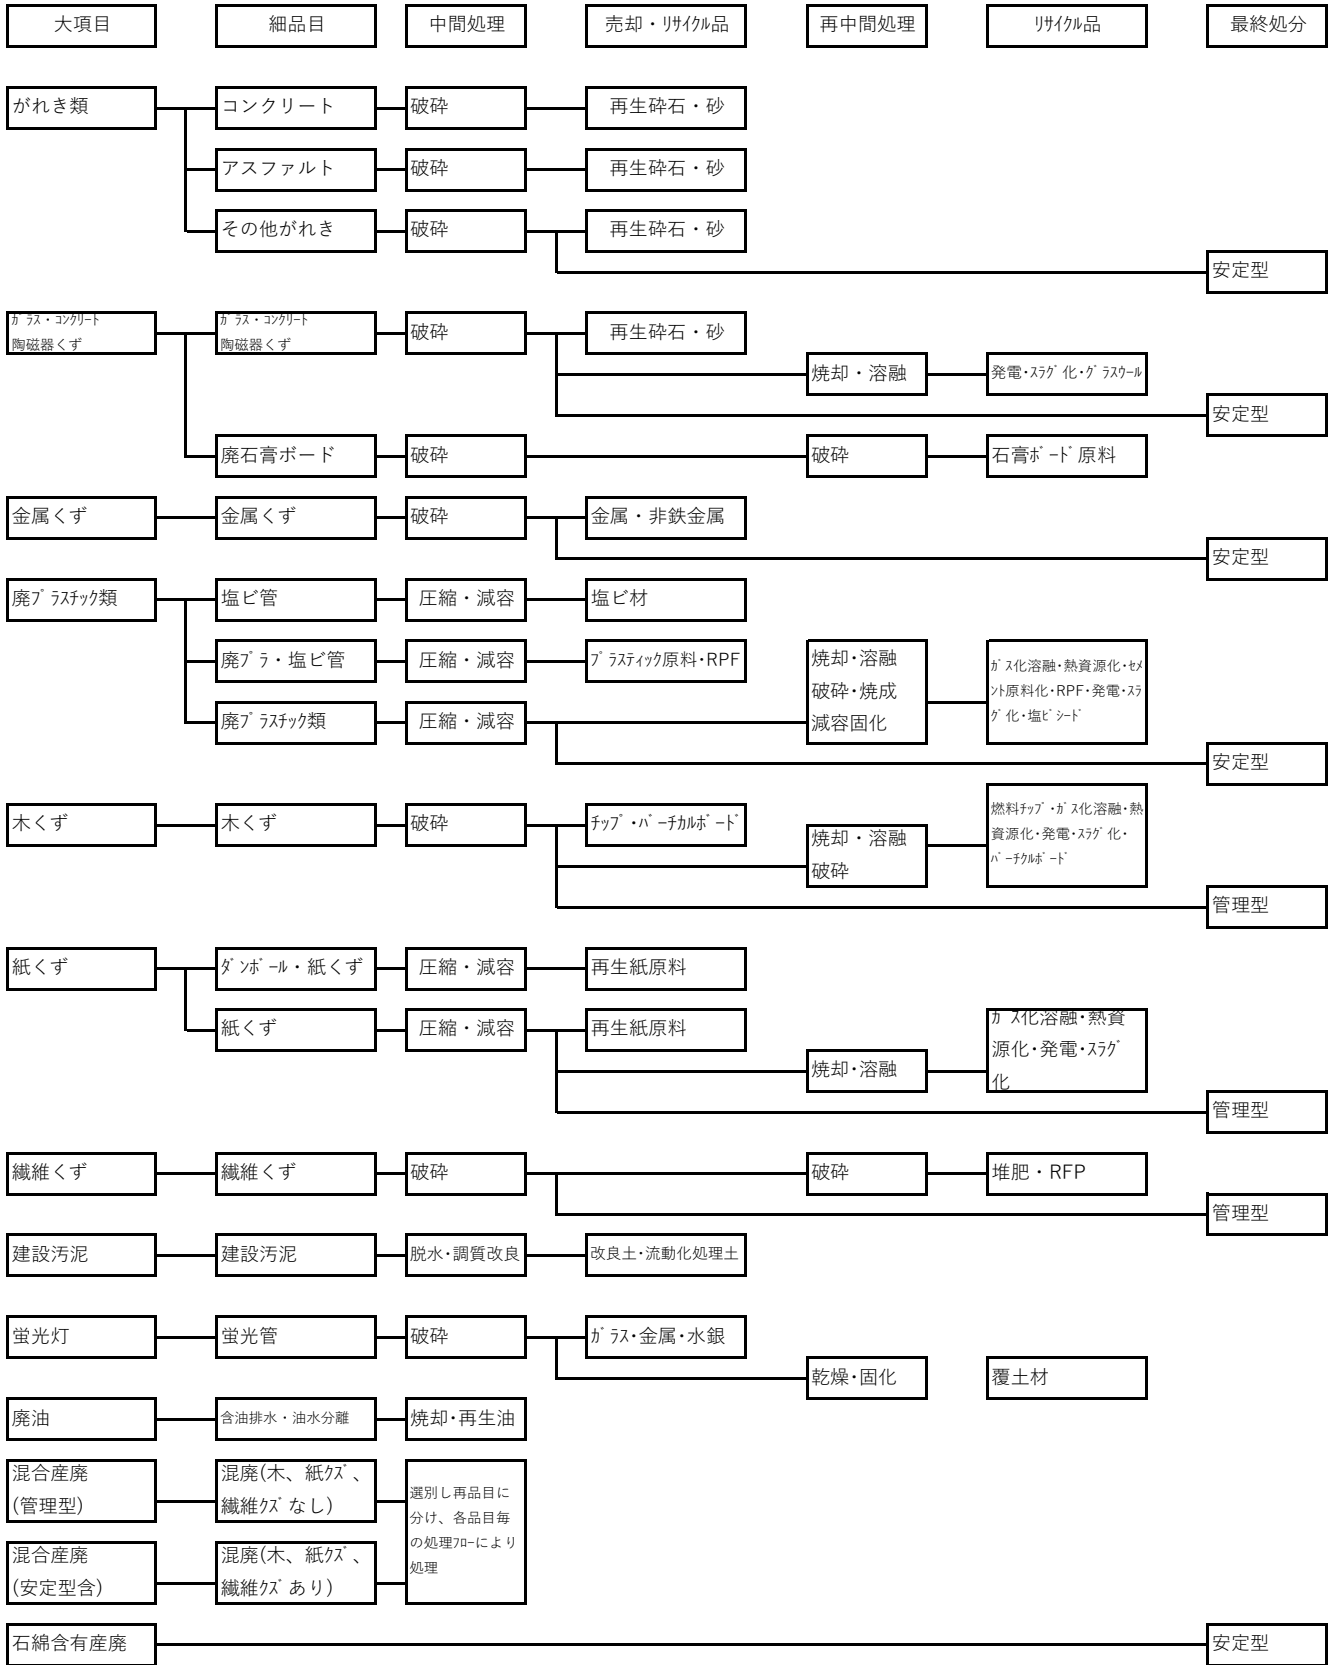 大項目
細品目
中間処理
売却・ﾘｻｲｸﾙ品
再中間処理
ﾘｻｲｸﾙ品
最終処分
がれき類
コンクリート
破砕
再生砕石・砂
アスファルト
破砕
再生砕石・砂
その他がれき
破砕
再生砕石・砂
安定型
ｶﾞﾗｽ・ｺﾝｸﾘｰﾄ
陶磁器くず
ｶﾞﾗｽ・ｺﾝｸﾘｰﾄ
陶磁器くず
破砕
再生砕石・砂
焼却・溶融
発電・ｽﾗｸﾞ化・ｸﾞﾗｽｳｰﾙ
安定型
廃石膏ボード
破砕
破砕
石膏ﾎﾞｰﾄﾞ原料
金属くず
金属くず
破砕
金属・非鉄金属
安定型
廃ﾌﾟﾗｽﾁｯｸ類
塩ビ管
圧縮・減容
塩ビ材
廃プラ・塩ビ管
圧縮・減容
ﾌﾟﾗｽﾃｨｯｸ原料・RPF
焼却・溶融
破砕・焼成
減容固化
ｶﾞｽ化溶融・熱資源化・ｾﾒ
ﾝﾄ原料化・RPF・発電・ｽﾗ
ｸﾞ化・塩ﾋﾞｼｰﾄﾞ
廃ﾌﾟﾗｽﾁｯｸ類
圧縮・減容
安定型
木くず
木くず
破砕
ﾁｯﾌﾟ・ﾊﾟｰﾁｶﾙﾎﾞｰﾄﾞ
焼却・溶融
破砕
燃料ﾁｯﾌﾟ・ｶﾞｽ化溶融・熱
資源化・発電・ｽﾗｸﾞ化・
ﾊﾟｰﾁｸﾙﾎﾞｰﾄﾞ
管理型
紙くず
ﾀﾞﾝﾎﾞｰﾙ・紙くず
圧縮・減容
再生紙原料
紙くず
圧縮・減容
再生紙原料
焼却・溶融
ｶﾞｽ化溶融・熱資
源化・発電・ｽﾗｸﾞ
化
管理型
繊維くず
繊維くず
破砕
破砕
堆肥・RFP
管理型
建設汚泥
建設汚泥
脱水・調質改良
改良土・流動化処理土
蛍光灯
蛍光管
破砕
ｶﾞﾗｽ・金属・水銀
乾燥・固化
覆土材
廃油
含油排水・油水分離
焼却・再生油
混合産廃
(管理型)
混廃(木、紙ｸｽﾞ、
繊維ｸｽﾞなし)
選別し再品目に
分け、各品目毎
の処理ﾌﾛｰにより
処理
混合産廃
(安定型含)
混廃(木、紙ｸｽﾞ、
繊維ｸｽﾞあり)
石綿含有産廃
安定型